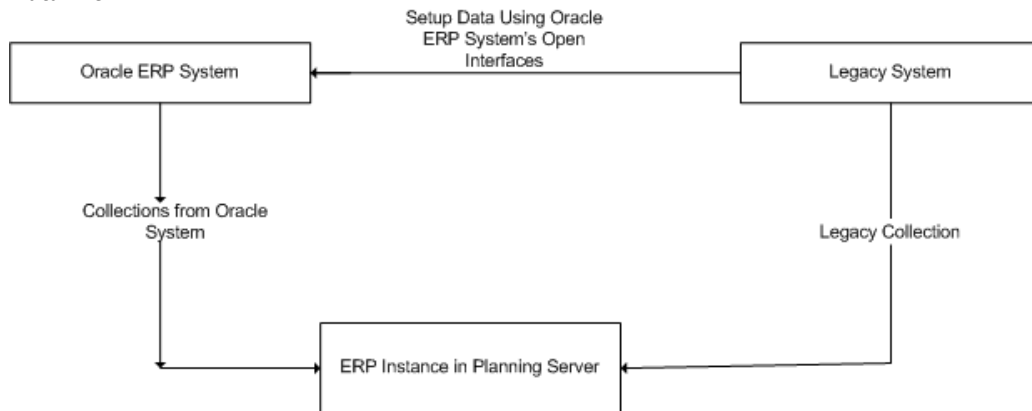 Setup Data Using Oracle
ERP System's Open
Interfaces
Oracle ERP System
Legacy System
Collections from Oracle
System
Legacy Collection
ERP Instance in Planning Server